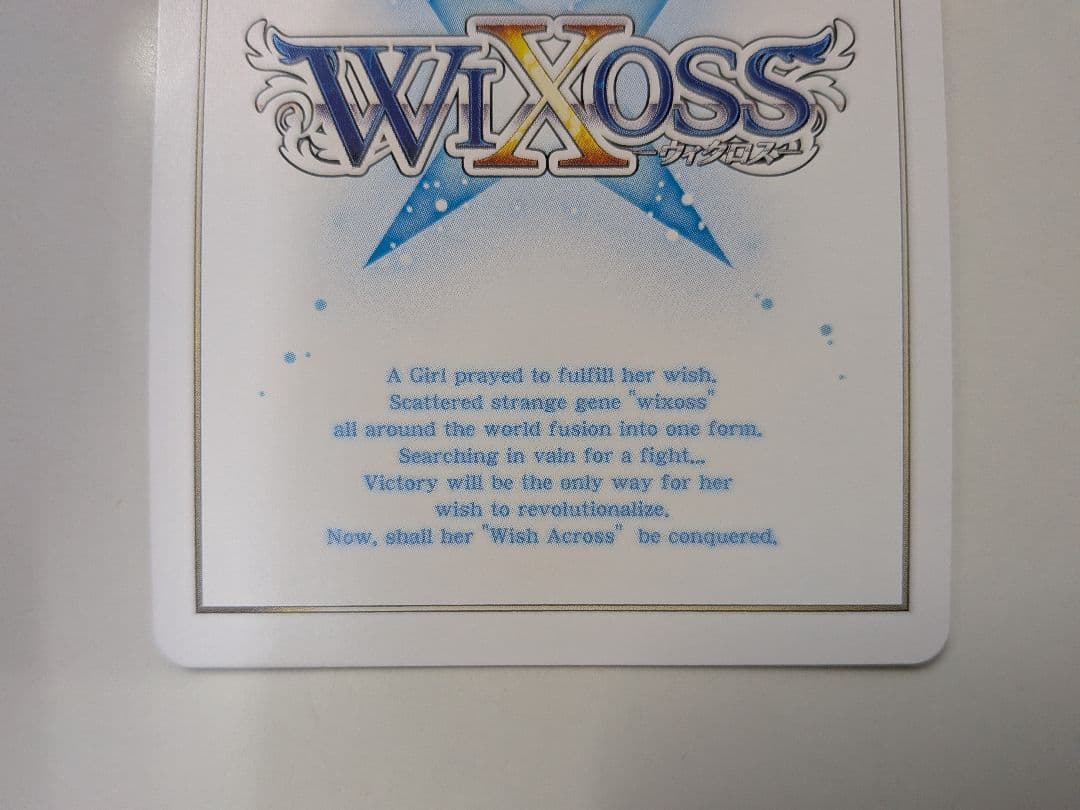 WIXOSS
ーウィクロスー
A Girl prayed to fulfill her wish.
Scattered strange gene "wixoss"
all around the world fusion into one form.
Searching in vain for a fight...
Victory will be the only way for her
wish to revolutionalize.
Now, shall her "Wish Across" be conquered.